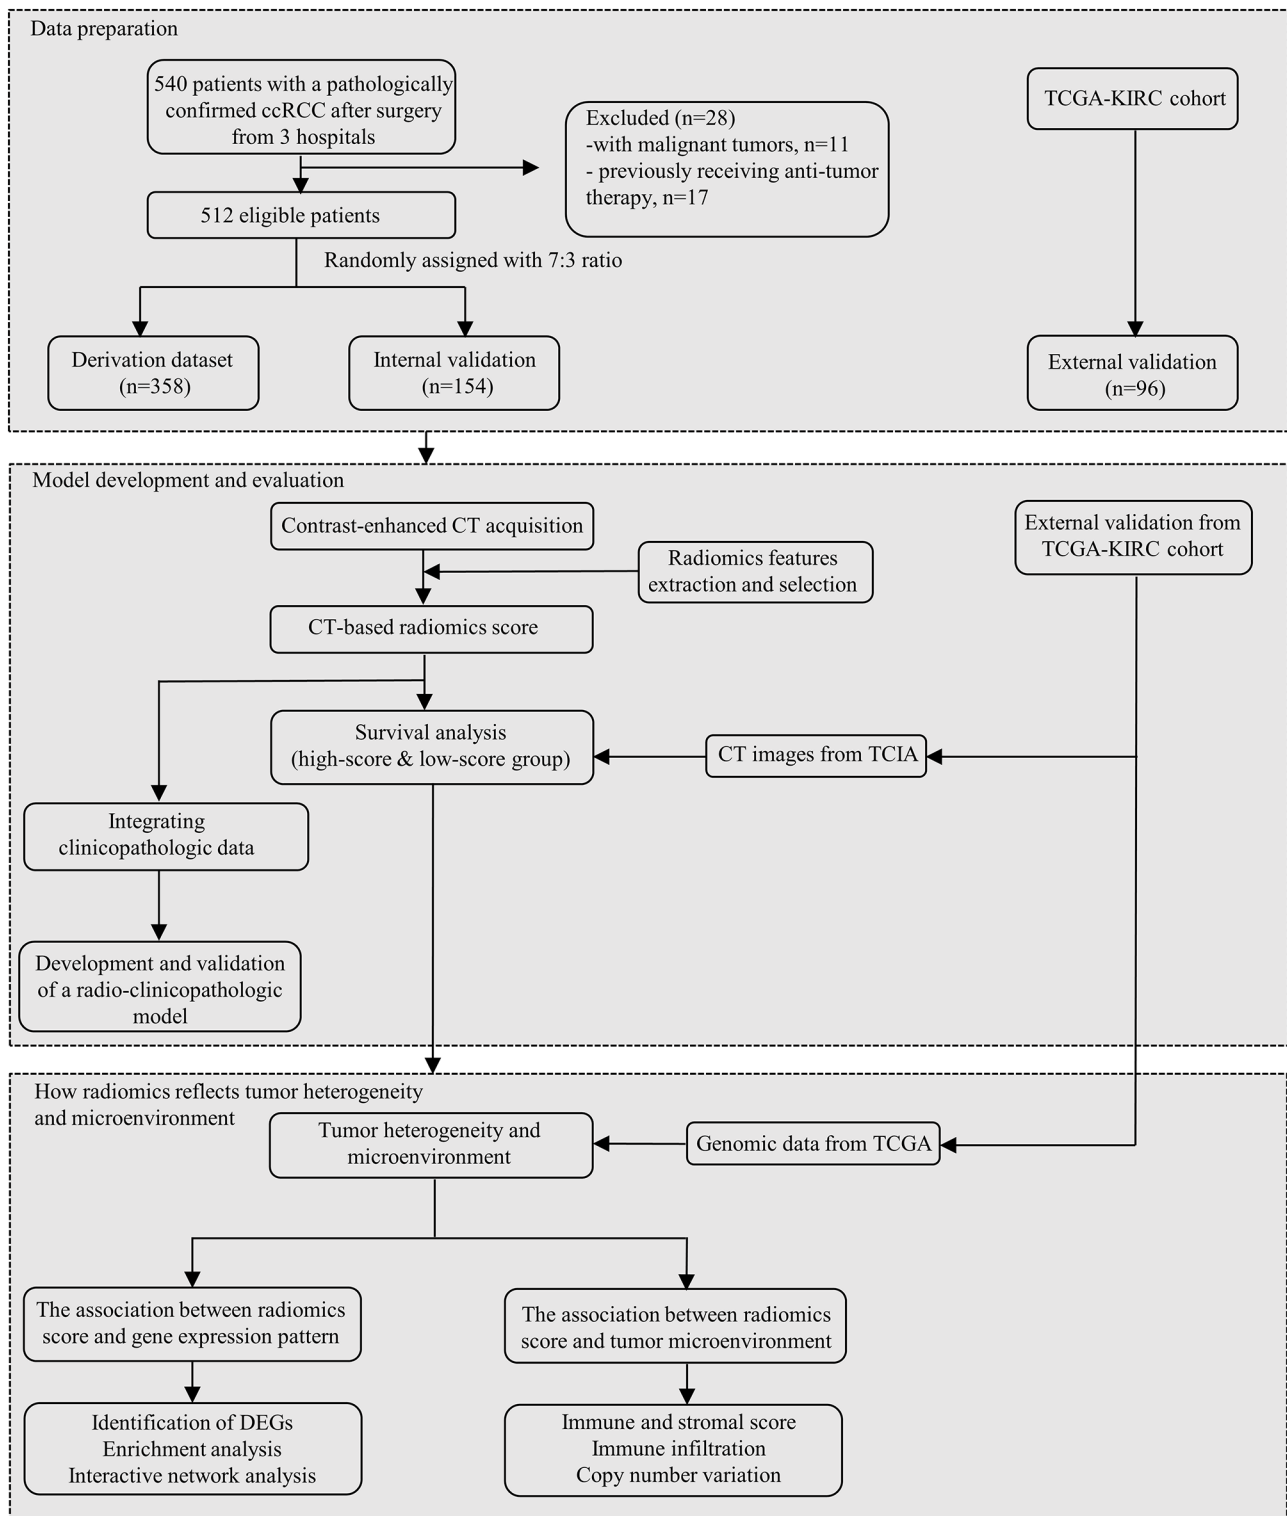 Data preparation
540 patients with a pathologically
confirmed ccRCC after surgery
from 3 hospitals
Excluded (n=28)
-with malignant tumors, n=11
- previously receiving anti-tumor
therapy, n=17
TCGA-KIRC cohort
512 eligible patients
Randomly assigned with 7:3 ratio
Derivation dataset
(n=358)
Internal validation
(n=154)
External validation
(n=96)
Model development and evaluation
Contrast-enhanced CT acquisition
Radiomics features
extraction and selection
External validation from
TCGA-KIRC cohort
CT-based radiomics score
Survival analysis
(high-score & low-score group)
CT images from TCIA
Integrating
clinicopathologic data
Development and validation
of a radio-clinicopathologic
model
How radiomics reflects tumor heterogeneity
and microenvironment
Tumor heterogeneity and
microenvironment
Genomic data from TCGA
The association between radiomics
score and gene expression pattern
The association between radiomics
score and tumor microenvironment
Identification of DEGs
Enrichment analysis
Interactive network analysis
Immune and stromal score
Immune infiltration
Copy number variation